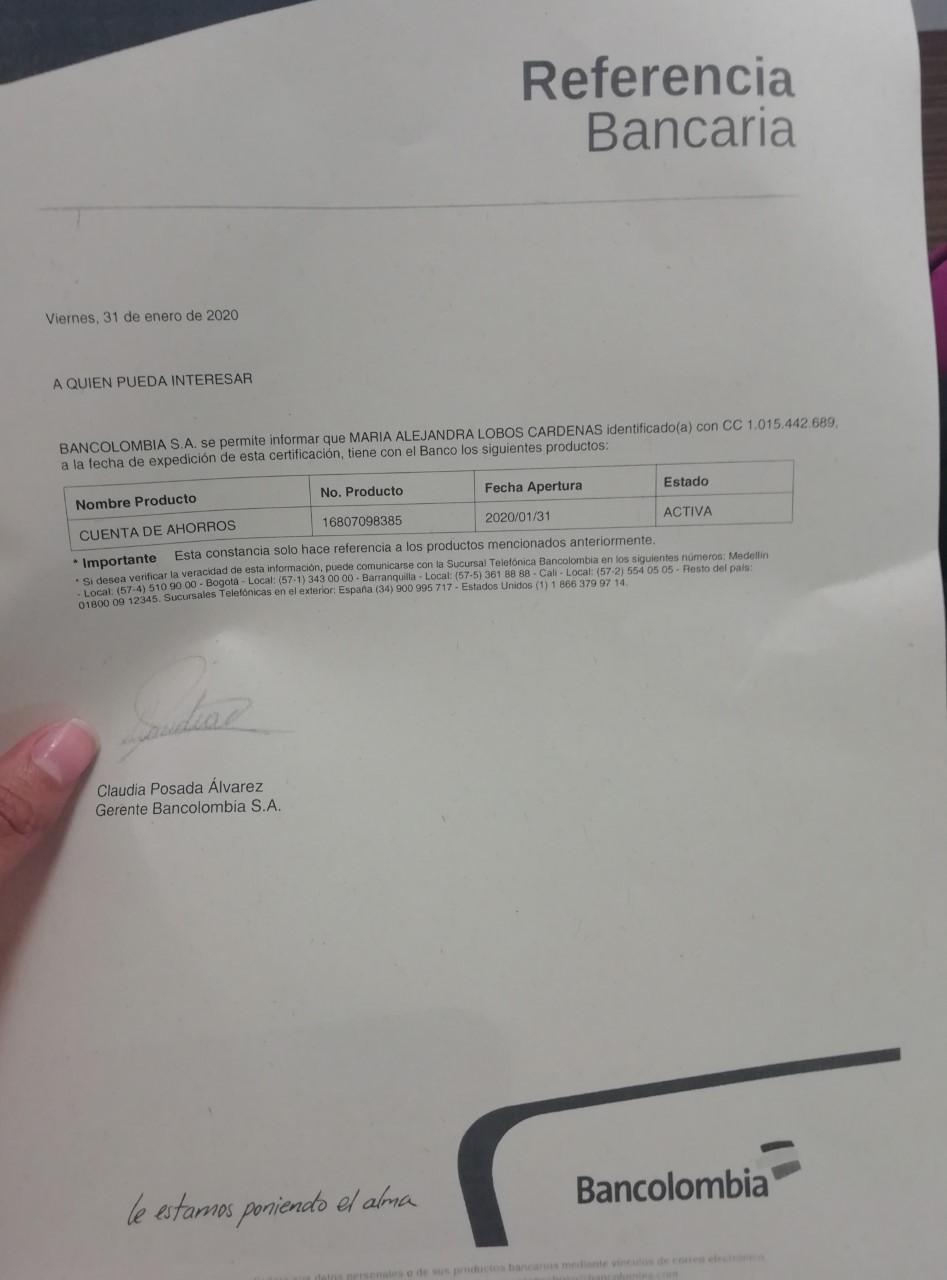 Referencia
Bancaria
Viernes, 31 de enero de 2020
A QUIEN PUEDA INTERESAR
BANCOLOMBIA S.A. se permite informar que MARIA ALEJANDRA LOBOS CARDENAS identificado(a) con CC 1.015.442.689,
a la fecha de expedición de esta certificación, tiene con el Banco los siguientes productos:
Nombre Producto No. Producto Fecha Apertura Estado
CUENTA DE AHORROS 16807098385 2020/01/31 ACTIVA
* Importante Esta constancia solo hace referencia a los productos mencionados anteriormente.
* Si desea verificar la veracidad de esta información, puede comunicarse con la Sucursal Telefónica Bancolombia en los siguientes números: Medellín
- Local: (57-4) 510 90 00 - Bogotá - Local: (57-1) 343 00 00 - Barranquilla - Local: (57-5) 361 88 88 - Cali - Local: (57-2) 554 05 05 - Resto del país:
01800 09 12345. Sucursales Telefónicas en el exterior: España (34) 900 995 717 - Estados Unidos (1) 1 866 379 97 14.
Claudia Posada Álvarez
Gerente Bancolombia S.A.
le estamos poniendo el alma
Bancolombia
sus datos personales o de sus productos bancarios mediante vínculos de correo electrónico